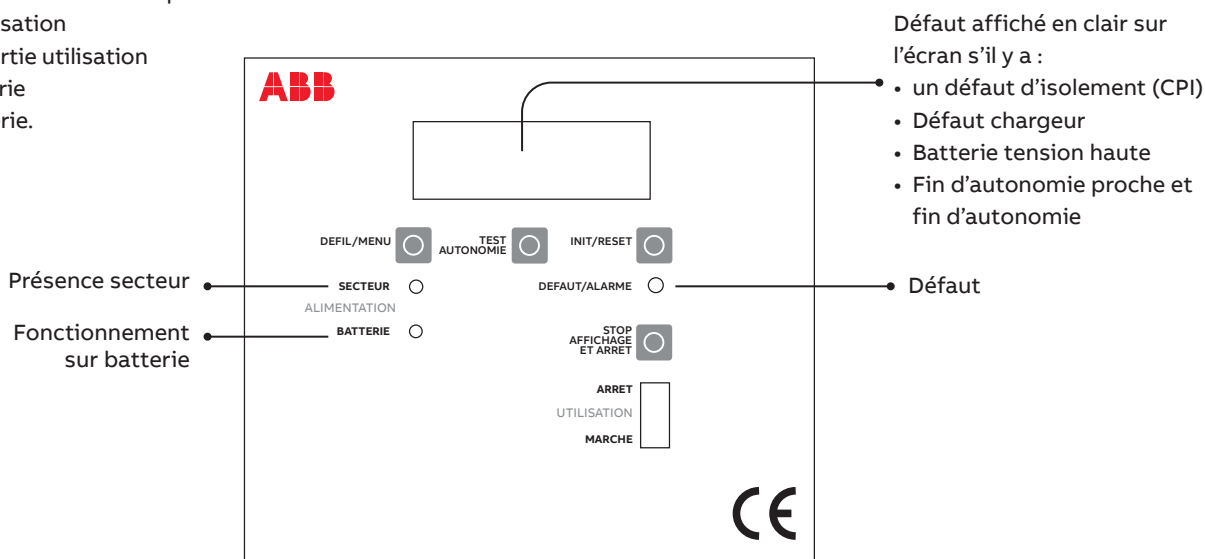 sation
rtie utilisation
rie
rie.
Défaut affiché en clair sur
l'écran s'il y a :
• un défaut d'isolement (CPI)
• Défaut chargeur
• Batterie tension haute
• Fin d'autonomie proche et
fin d'autonomie
ABB
DEFIL/MENU
TEST
AUTONOMIE
INIT/RESET
Présence secteur
SECTEUR
DEFAUT/ALARME
Défaut
ALIMENTATION
Fonctionnement
sur batterie
BATTERIE
STOP
AFFICHAGE
ET ARRET
ARRET
UTILISATION
MARCHE
CE